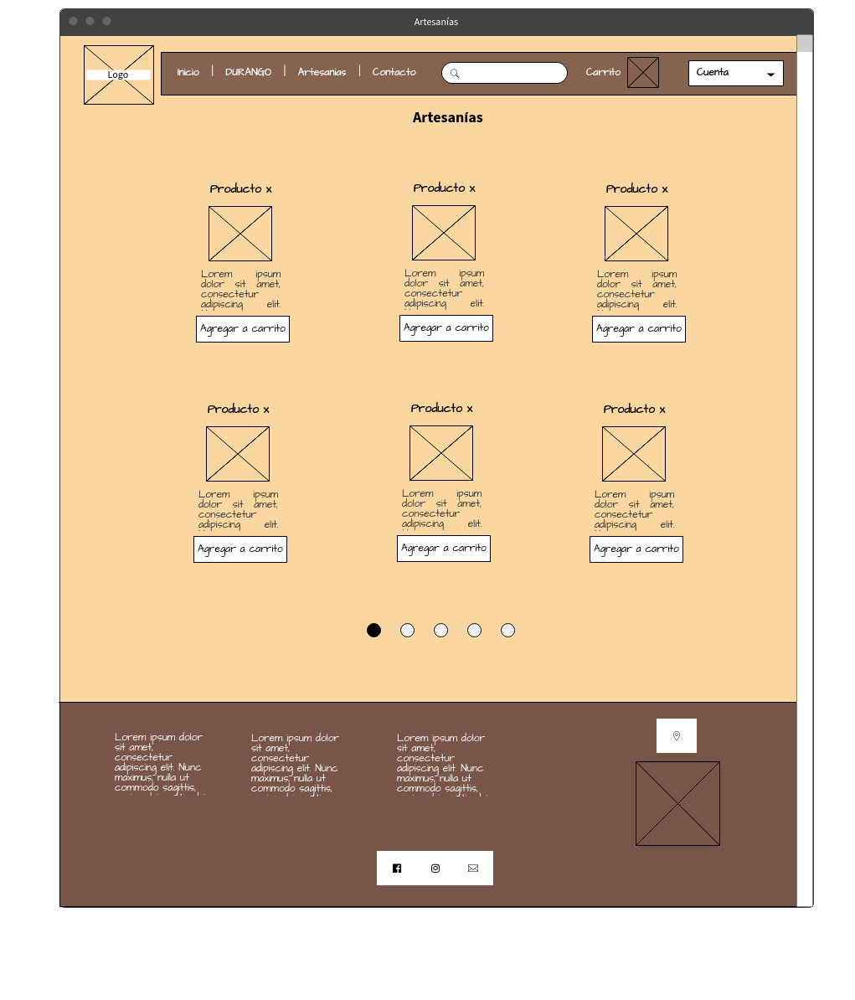 Artesanías
Logo
Inicio | DURANGO | Artesanías | Contacto
Carrito
Cuenta
Artesanías
Producto x
Lorem ipsum
dolor sit amet,
consectetur
adipiscing elit.
Agregar a carrito
Producto x
Lorem ipsum
dolor sit amet,
consectetur
adipiscing elit.
Agregar a carrito
Producto x
Lorem ipsum
dolor sit amet,
consectetur
adipiscing elit.
Agregar a carrito
Producto x
Lorem ipsum
dolor sit amet,
consectetur
adipiscing elit.
Agregar a carrito
Producto x
Lorem ipsum
dolor sit amet,
consectetur
adipiscing elit.
Agregar a carrito
Producto x
Lorem ipsum
dolor sit amet,
consectetur
adipiscing elit.
Agregar a carrito
Lorem ipsum dolor
sit amet,
consectetur
adipiscing elit. Nunc
maximus, nulla ut
commodo sagittis,
Lorem ipsum dolor
sit amet,
consectetur
adipiscing elit. Nunc
maximus, nulla ut
commodo sagittis,
Lorem ipsum dolor
sit amet,
consectetur
adipiscing elit. Nunc
maximus, nulla ut
commodo sagittis,